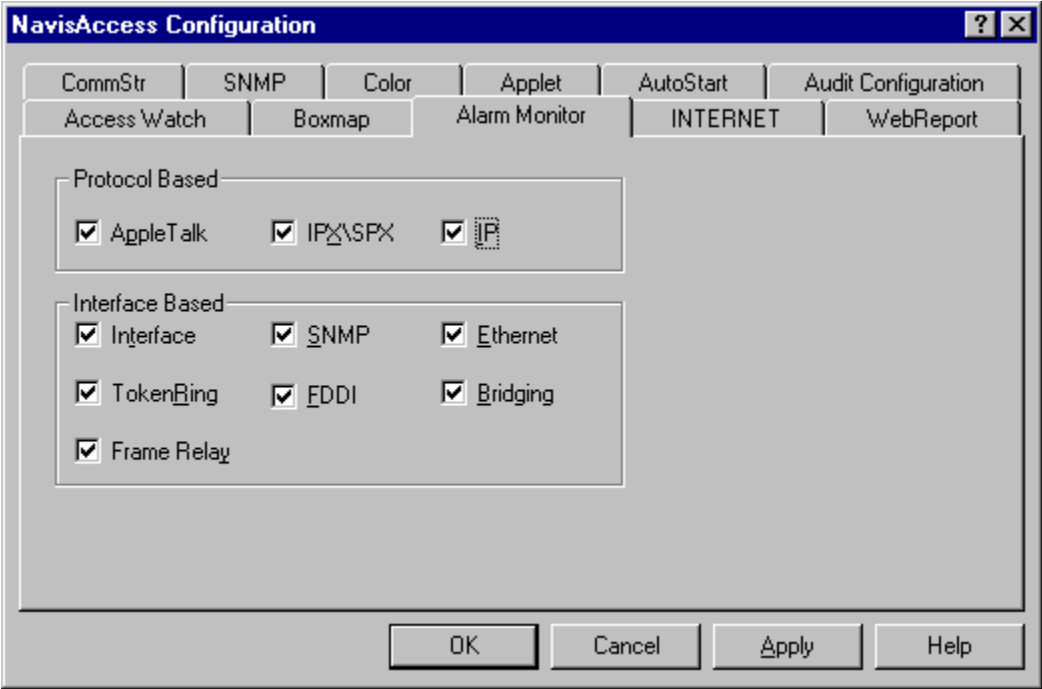 NavisAccess Configuration
CommStr SNMP Color Applet AutoStart Audit Configuration
Access Watch Boxmap Alarm Monitor INTERNET WebReport
Protocol Based
AppleTalk IPX\SPX IP
Interface Based
Interface SNMP Ethernet
TokenRing FDDI Bridging
Frame Relay
OK Cancel Apply Help